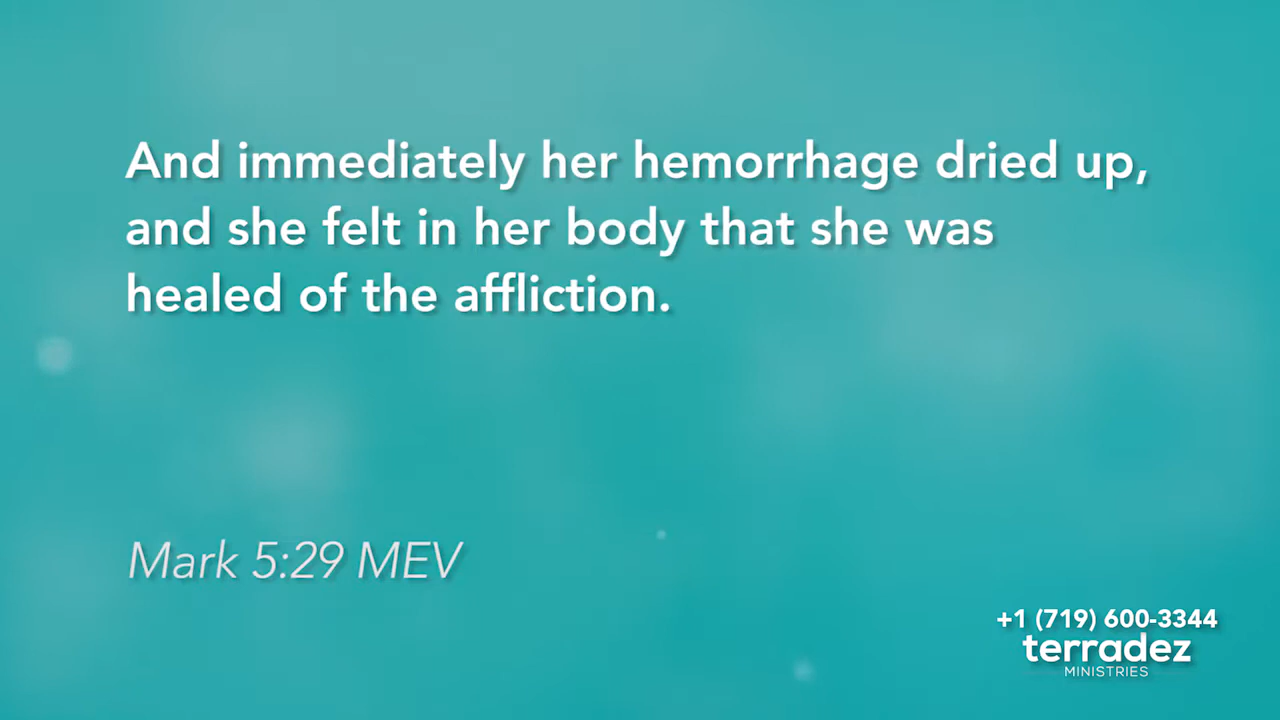 And immediately her hemorrhage dried up,
and she felt in her body that she was
healed of the affliction.
Mark 5:29 MEV
+1 (719) 600-3344
terradez
MINISTRIES